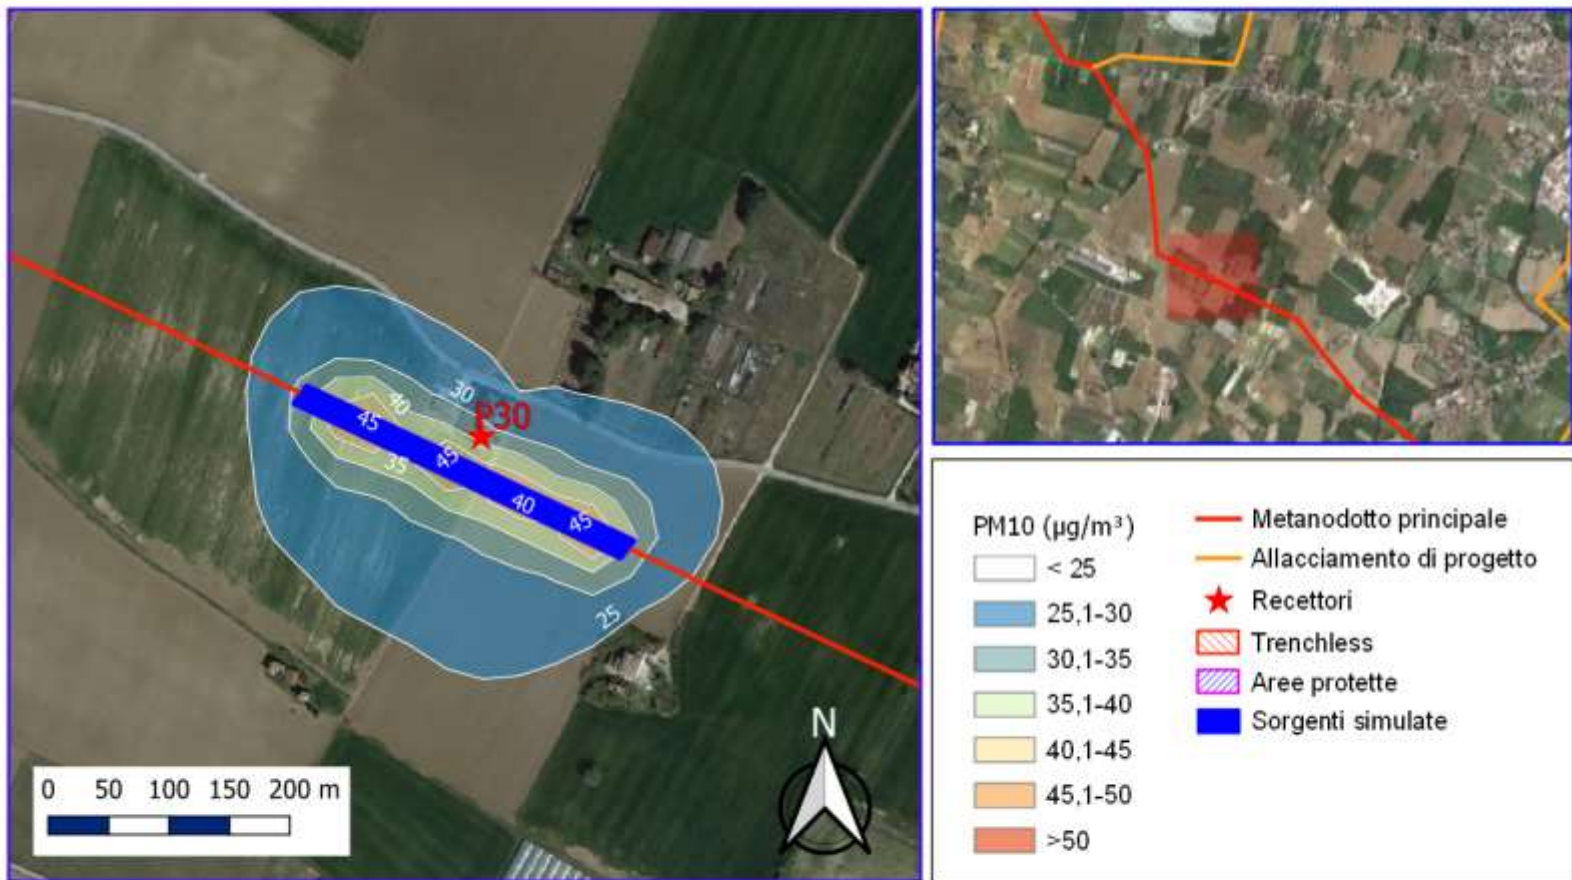 30
P30
40
45
35
45
40
45
25
N
0 50 100 150 200 m
PM10 (µg/m³)
< 25
25,1-30
30,1-35
35,1-40
40,1-45
45,1-50
>50
Metanodotto principale
Allacciamento di progetto
Recettori
Trenchless
Aree protette
Sorgenti simulate